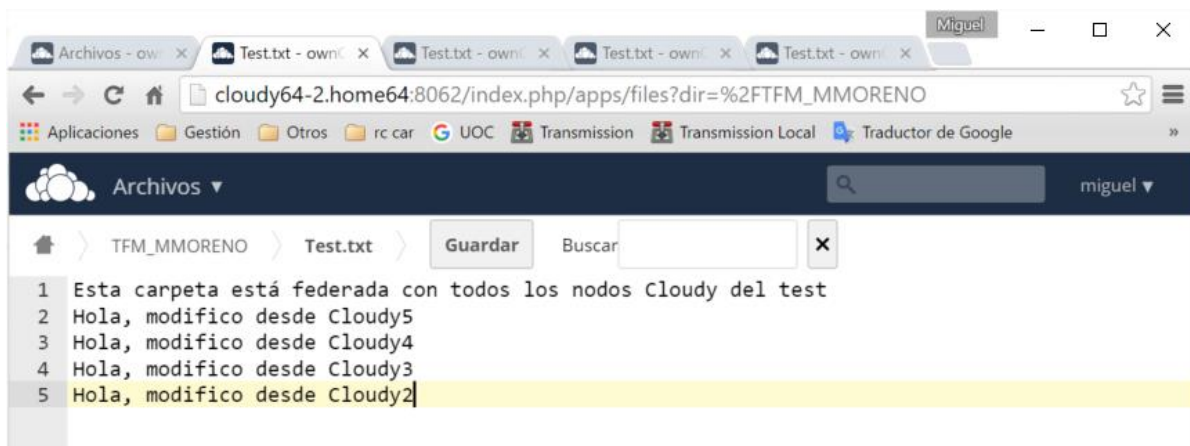 Miguel
Archivos - ow
Test.txt - own
Test.txt - own
Test.txt - own
Test.txt - own
cloudy64-2.home64:8062/index.php/apps/files?dir=%2FTFM_MMORENO
Aplicaciones Gestión Otros rc car UOC Transmission Transmission Local Traductor de Google »
Archivos ▼ miguel ▼
TFM_MMORENO Test.txt Guardar Buscar
1 Esta carpeta está federada con todos los nodos Cloudy del test
2 Hola, modifico desde Cloudy5
3 Hola, modifico desde Cloudy4
4 Hola, modifico desde Cloudy3
5 Hola, modifico desde Cloudy2